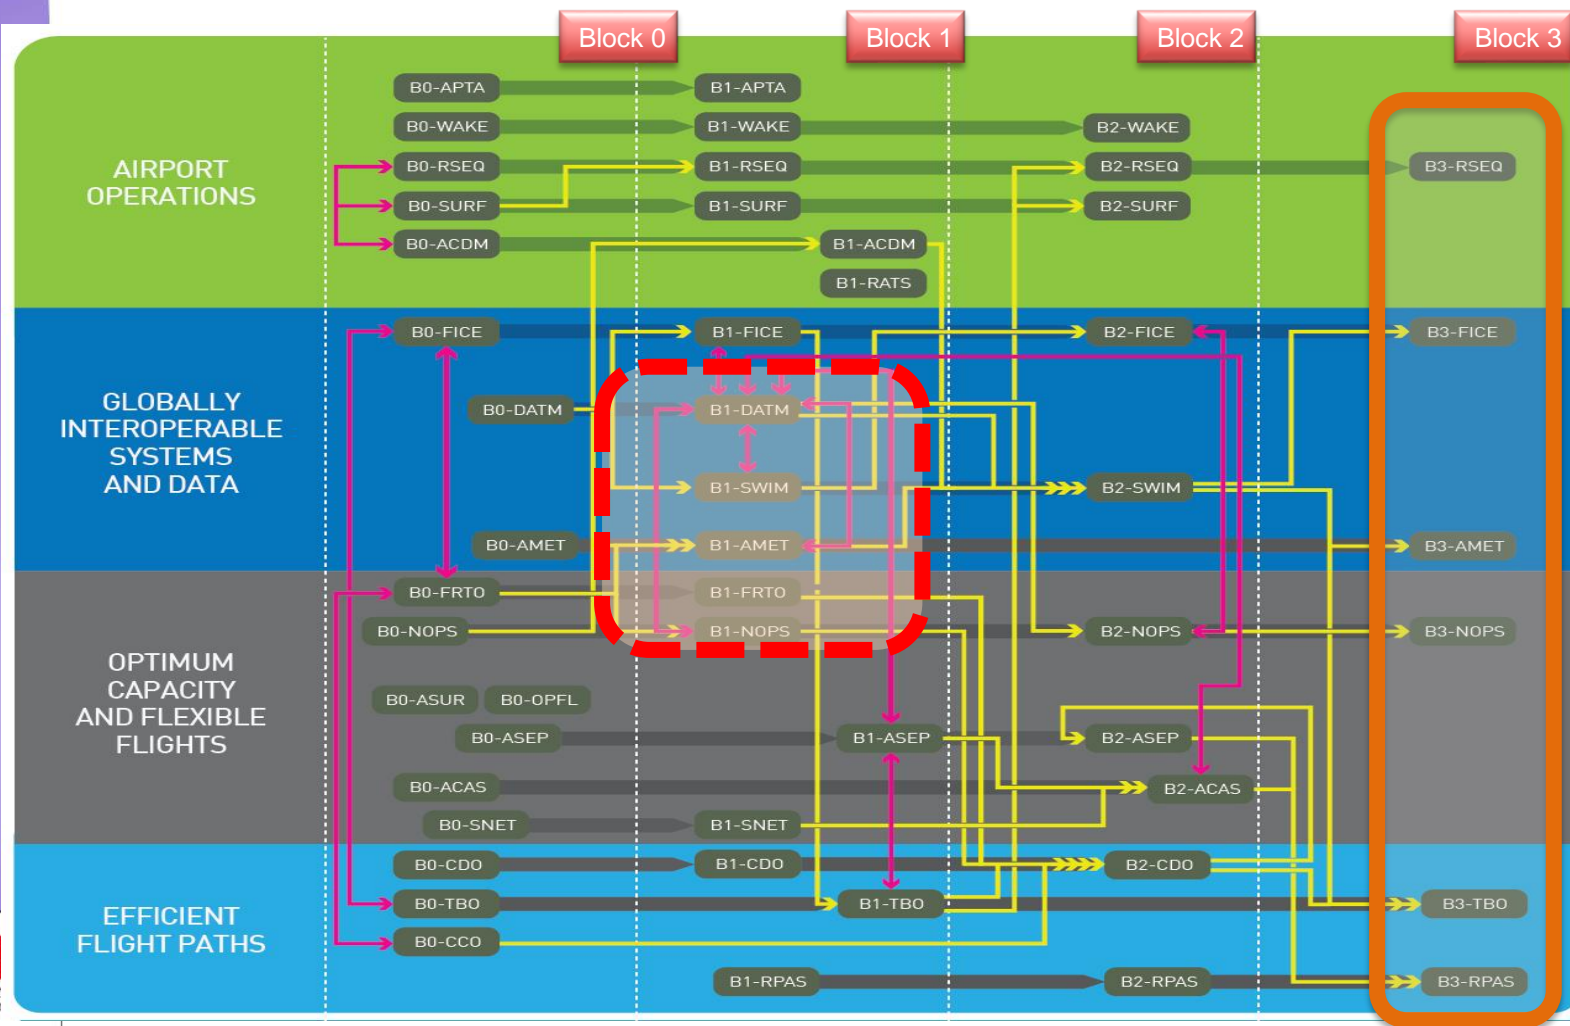 Block 0
Block 1
Block 2
Block 3
AIRPORT
OPERATIONS
B0-APTA
B1-APTA
B0-WAKE
B1-WAKE
B2-WAKE
B0-RSEQ
B1-RSEQ
B2-RSEQ
B3-RSEQ
B0-SURF
B1-SURF
B2-SURF
B0-ACDM
B1-ACDM
B1-RATS
GLOBALLY
INTEROPERABLE
SYSTEMS
AND DATA
B0-FICE
B1-FICE
B2-FICE
B3-FICE
B0-DATM
B1-DATM
B1-SWIM
B2-SWIM
B0-AMET
B1-AMET
B3-AMET
OPTIMUM
CAPACITY
AND FLEXIBLE
FLIGHTS
B0-FRTO
B1-FRTO
B0-NOPS
B1-NOPS
B2-NOPS
B3-NOPS
B0-ASUR
B0-OPFL
B0-ASEP
B1-ASEP
B2-ASEP
B0-ACAS
B2-ACAS
B0-SNET
B1-SNET
EFFICIENT
FLIGHT PATHS
B0-CDO
B1-CDO
B2-CDO
B0-TBO
B1-TBO
B3-TBO
B0-CCO
B1-RPAS
B2-RPAS
B3-RPAS